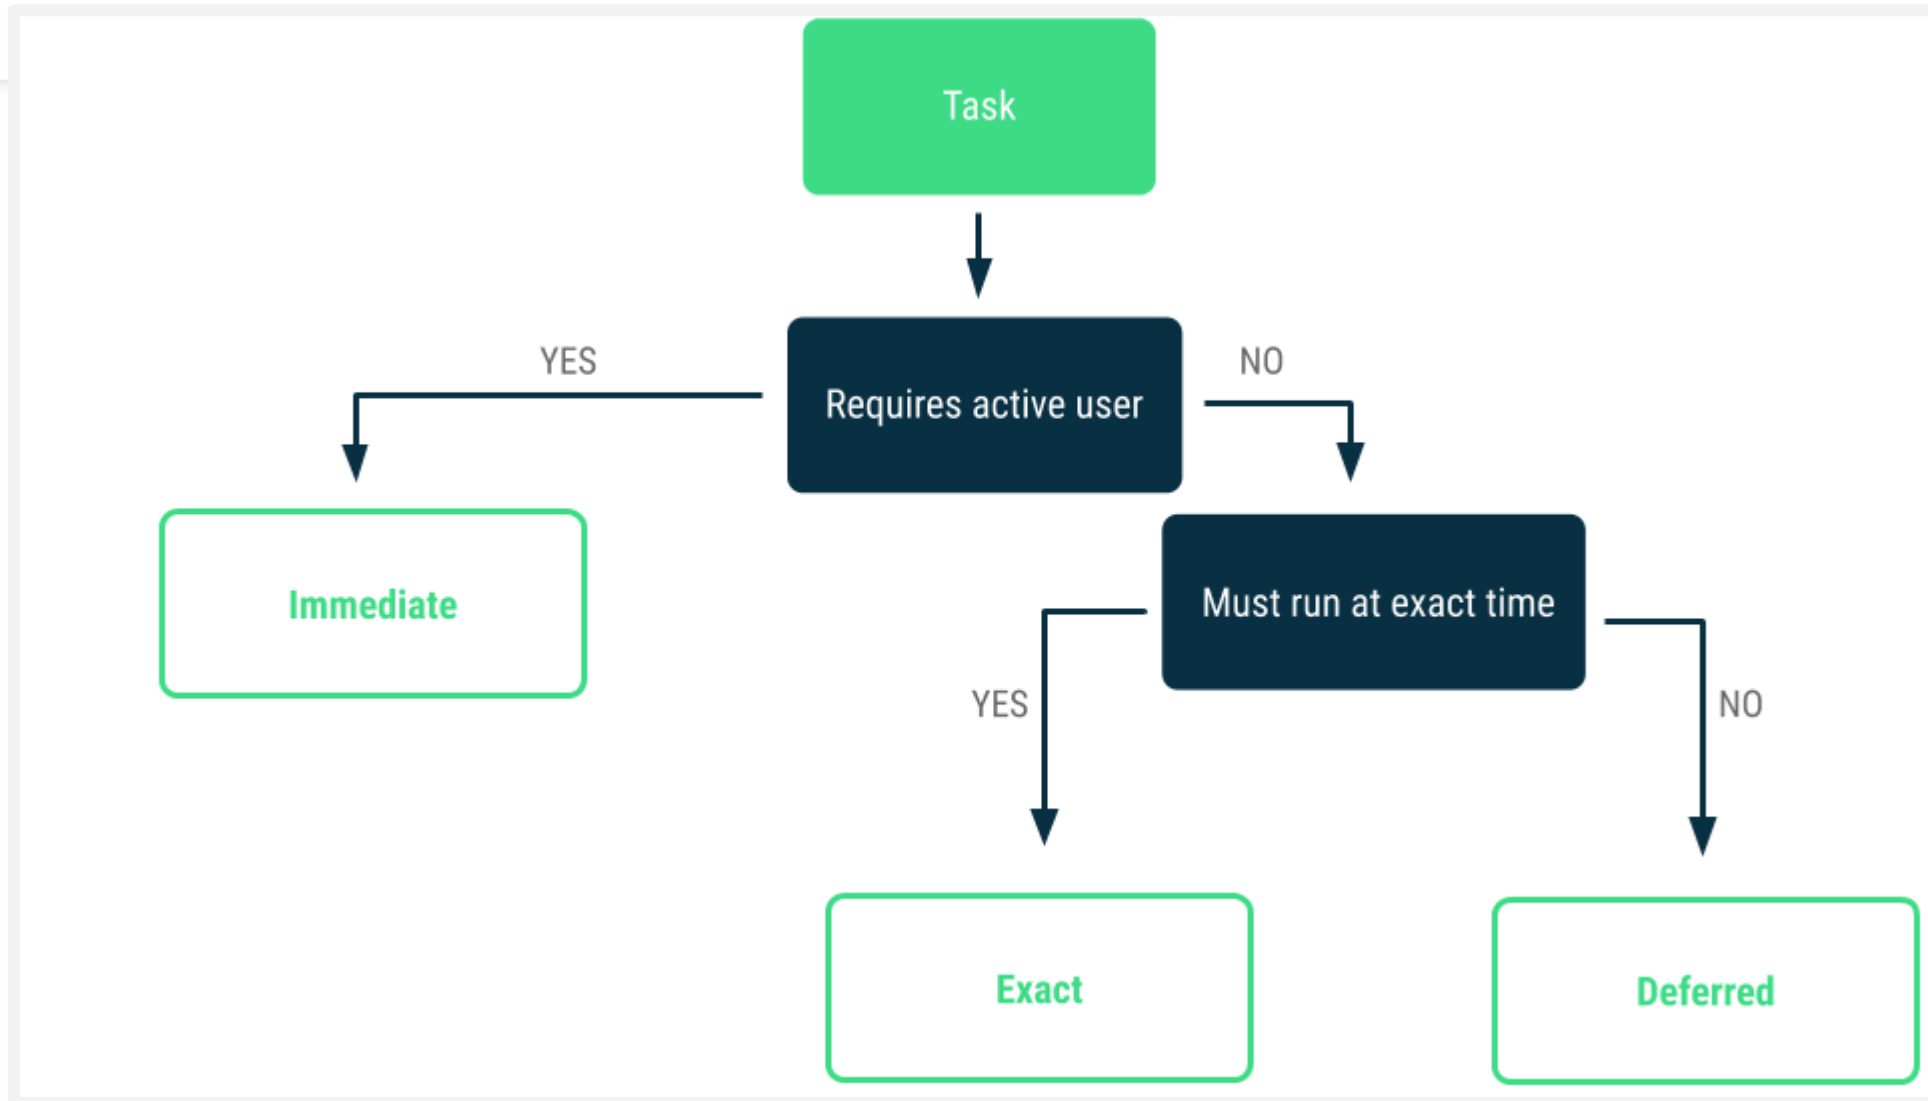 Task
YES
NO
Requires active user
Immediate
Must run at exact time
YES
NO
Exact
Deferred